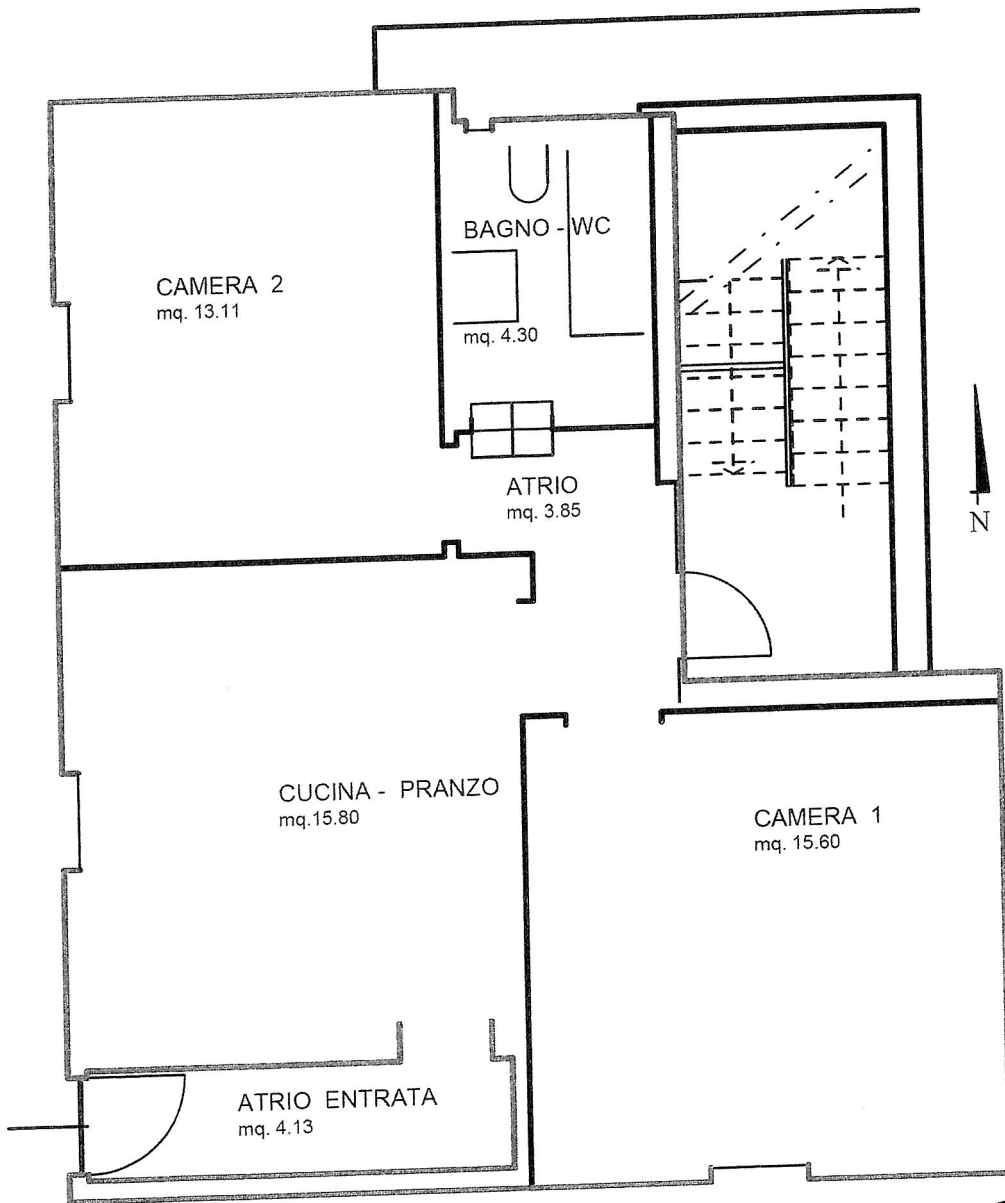 BAGNO - WC
CAMERA 2
mq. 13.11
mq. 4.30
ATRIO
mq. 3.85
N
CUCINA - PRANZO
mq.15.80
CAMERA 1
mq. 15.60
ATRIO ENTRATA
mq. 4.13